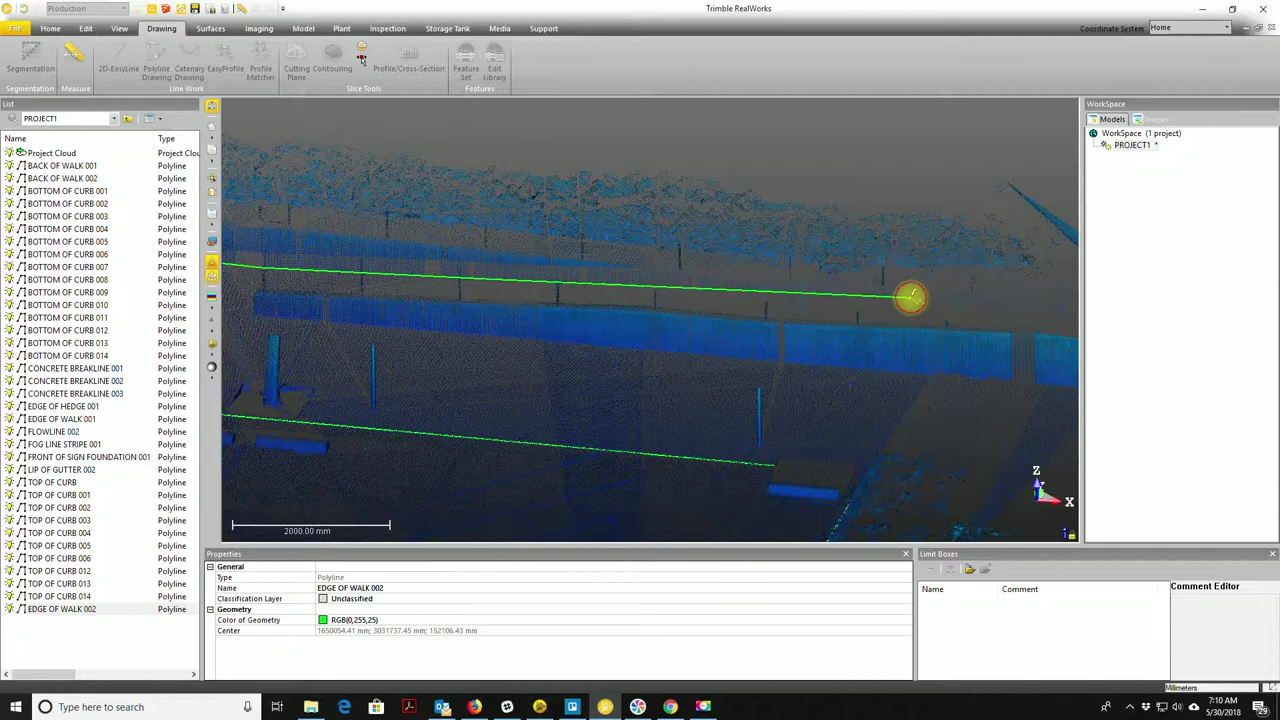 Production
Trimble RealWorks
File
Home
Edit
View
Drawing
Surfaces
Imaging
Model
Plant
Inspection
Storage Tank
Media
Support
Coordinate System
Home
Segmentation
2D-EasyLine
Polyline Drawing
Catenary Drawing
EasyProfile
Profile Matcher
Cutting Plane
Contouring
Profile/Cross-Section
Feature Set
Edit Library
Segmentation
Measure
Line Work
Slice Tools
Features
List
PROJECT1
Name Type
Project Cloud Project Clou
BACK OF WALK 001 Polyline
BACK OF WALK 002 Polyline
BOTTOM OF CURB 001 Polyline
BOTTOM OF CURB 002 Polyline
BOTTOM OF CURB 003 Polyline
BOTTOM OF CURB 004 Polyline
BOTTOM OF CURB 005 Polyline
BOTTOM OF CURB 006 Polyline
BOTTOM OF CURB 007 Polyline
BOTTOM OF CURB 008 Polyline
BOTTOM OF CURB 009 Polyline
BOTTOM OF CURB 010 Polyline
BOTTOM OF CURB 011 Polyline
BOTTOM OF CURB 012 Polyline
BOTTOM OF CURB 013 Polyline
BOTTOM OF CURB 014 Polyline
CONCRETE BREAKLINE 001 Polyline
CONCRETE BREAKLINE 002 Polyline
CONCRETE BREAKLINE 003 Polyline
EDGE OF HEDGE 001 Polyline
EDGE OF WALK 001 Polyline
FLOWLINE 002 Polyline
FOG LINE STRIPE 001 Polyline
FRONT OF SIGN FOUNDATION 001 Polyline
LIP OF GUTTER 002 Polyline
TOP OF CURB Polyline
TOP OF CURB 001 Polyline
TOP OF CURB 002 Polyline
TOP OF CURB 003 Polyline
TOP OF CURB 004 Polyline
TOP OF CURB 005 Polyline
TOP OF CURB 006 Polyline
TOP OF CURB 012 Polyline
TOP OF CURB 013 Polyline
TOP OF CURB 014 Polyline
EDGE OF WALK 002 Polyline
2000.00 mm
Z
X
WorkSpace
Models
Images
WorkSpace (1 project)
PROJECT1 *
Properties
General
Type Polyline
Name EDGE OF WALK 002
Classification Layer Unclassified
Geometry
Color of Geometry RGB(0,255,25)
Center 1650054.41 mm; 3031737.45 mm; 152106.43 mm
Limit Boxes
Name Comment
Comment Editor
Millimeters
Type here to search
7:10 AM
5/30/2018
29